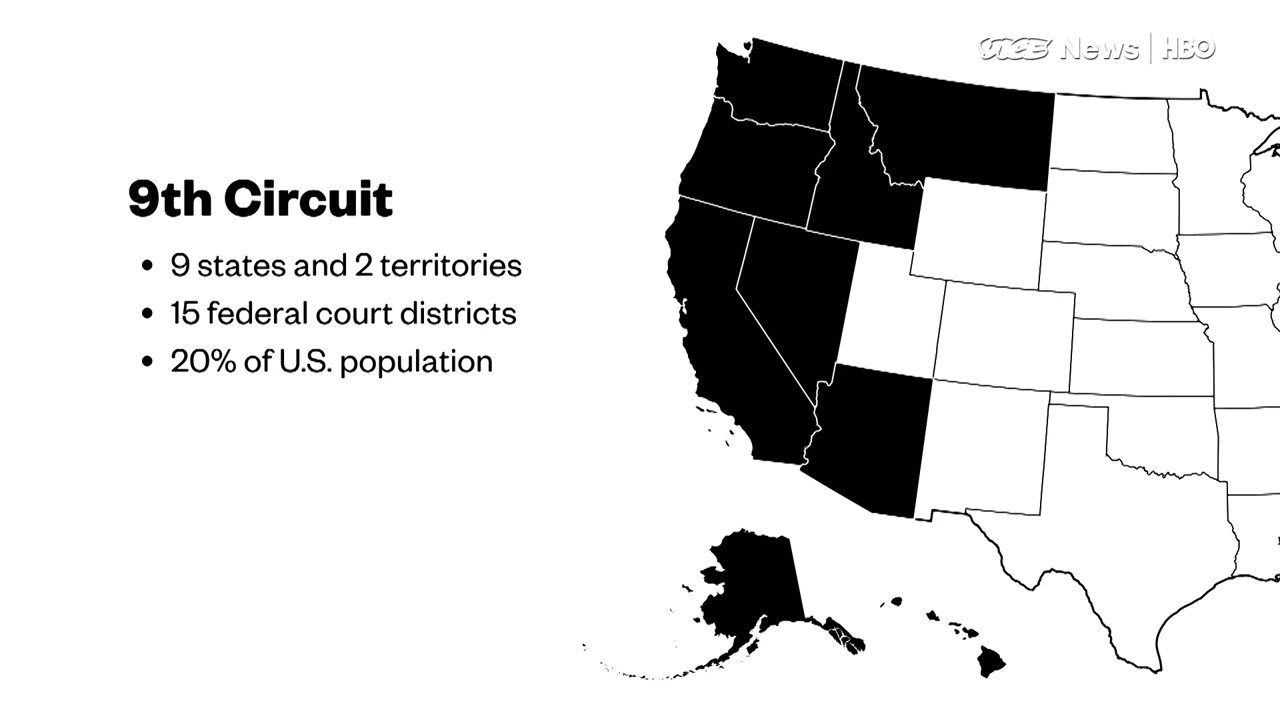 VICE News | HBO
9th Circuit
• 9 states and 2 territories
• 15 federal court districts
• 20% of U.S. population